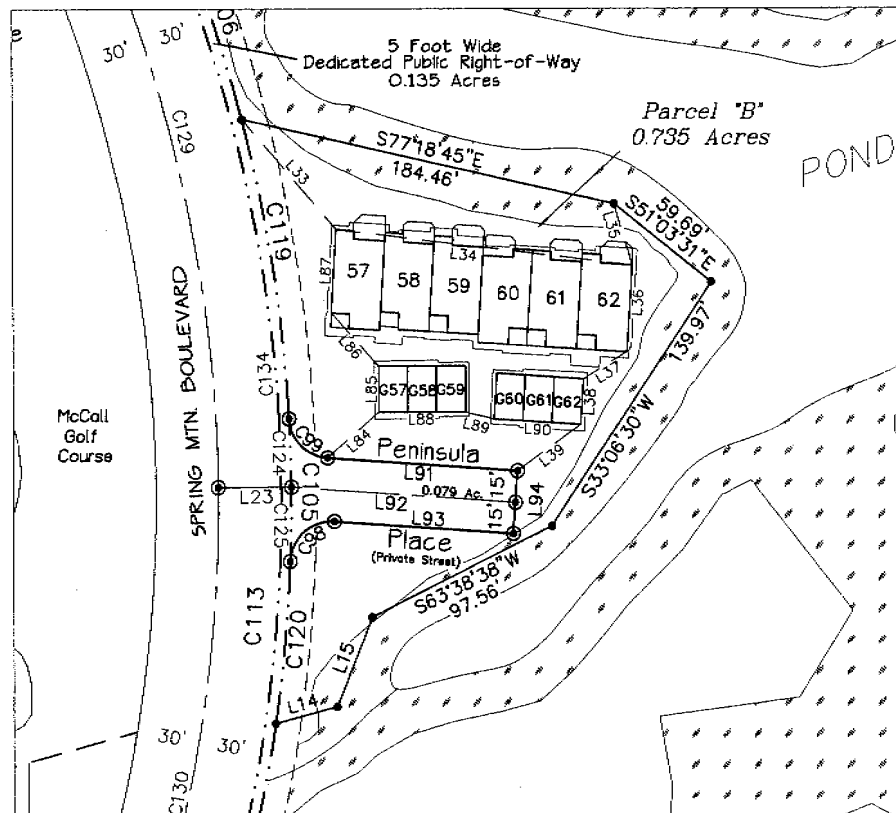 e
30'
30'
06
5 Foot Wide
Dedicated Public Right-of-Way
0.135 Acres
C129
Parcel "B"
0.735 Acres
POND
S77°18'45"E
184.46'
59.69'
S51°03'31"E
L33
C119
L35
L87
57
58
59
L34
60
61
62
L36
L86
139.97'
S33°06'30"W
L37
SPRING MTN. BOULEVARD
C134
L85
G57
G58
G59
G60
G61
G62
L38
L88
L89
L90
McCall
Golf
Course
C99
L84
Peninsula
L91
L39
C124
C105
L23
L92
0.079 Ac.
15'
15'
L94
C125
L93
C98
Place
(Private Street)
S63°38'38"W
97.56'
C113
C120
L15
L14
30'
30'
C130